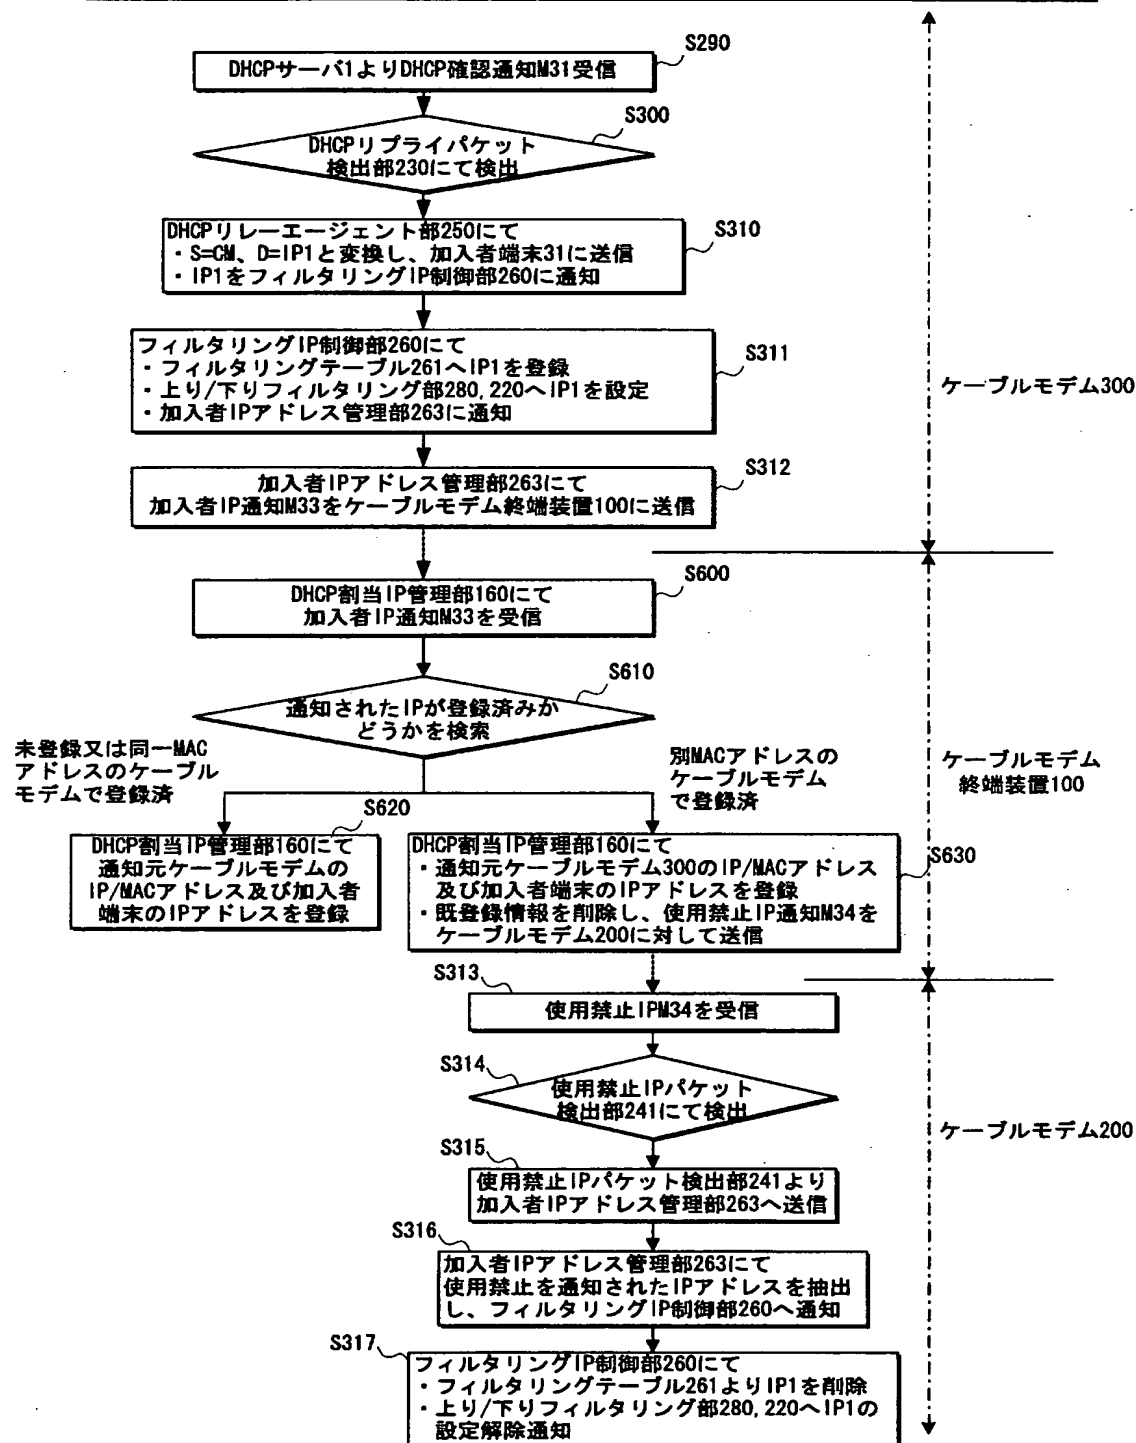 S290
DHCPサーバ1よりDHCP確認通知M31受信
S300
DHCPリプライパケット
検出部230にて検出
S310
DHCPリレーエージェント部250にて
・S=CM、D=IP1と変換し、加入者端末31に送信
・IP1をフィルタリングIP制御部260に通知
S311
フィルタリングIP制御部260にて
・フィルタリングテーブル261へIP1を登録
・上り/下りフィルタリング部280,220へIP1を設定
・加入者IPアドレス管理部263に通知
ケーブルモデム300
S312
加入者IPアドレス管理部263にて
加入者IP通知M33をケーブルモデム終端装置100に送信
S600
DHCP割当IP管理部160にて
加入者IP通知M33を受信
S610
通知されたIPが登録済みか
どうかを検索
未登録又は同一MAC
アドレスのケーブル
モデムで登録済
別MACアドレスの
ケーブルモデム
で登録済
ケーブルモデム
終端装置100
S620
DHCP割当IP管理部160にて
通知元ケーブルモデムの
IP/MACアドレス及び加入者
端末のIPアドレスを登録
S630
DHCP割当IP管理部160にて
・通知元ケーブルモデム300のIP/MACアドレス
及び加入者端末のIPアドレスを登録
・既登録情報を削除し、使用禁止IP通知M34を
ケーブルモデム200に対して送信
S313
使用禁止IPM34を受信
S314
使用禁止IPパケット
検出部241にて検出
ケーブルモデム200
S315
使用禁止IPパケット検出部241より
加入者IPアドレス管理部263へ送信
S316
加入者IPアドレス管理部263にて
使用禁止を通知されたIPアドレスを抽出
し、フィルタリングIP制御部260へ通知
S317
フィルタリングIP制御部260にて
・フィルタリングテーブル261よりIP1を削除
・上り/下りフィルタリング部280,220へIP1の
設定解除通知